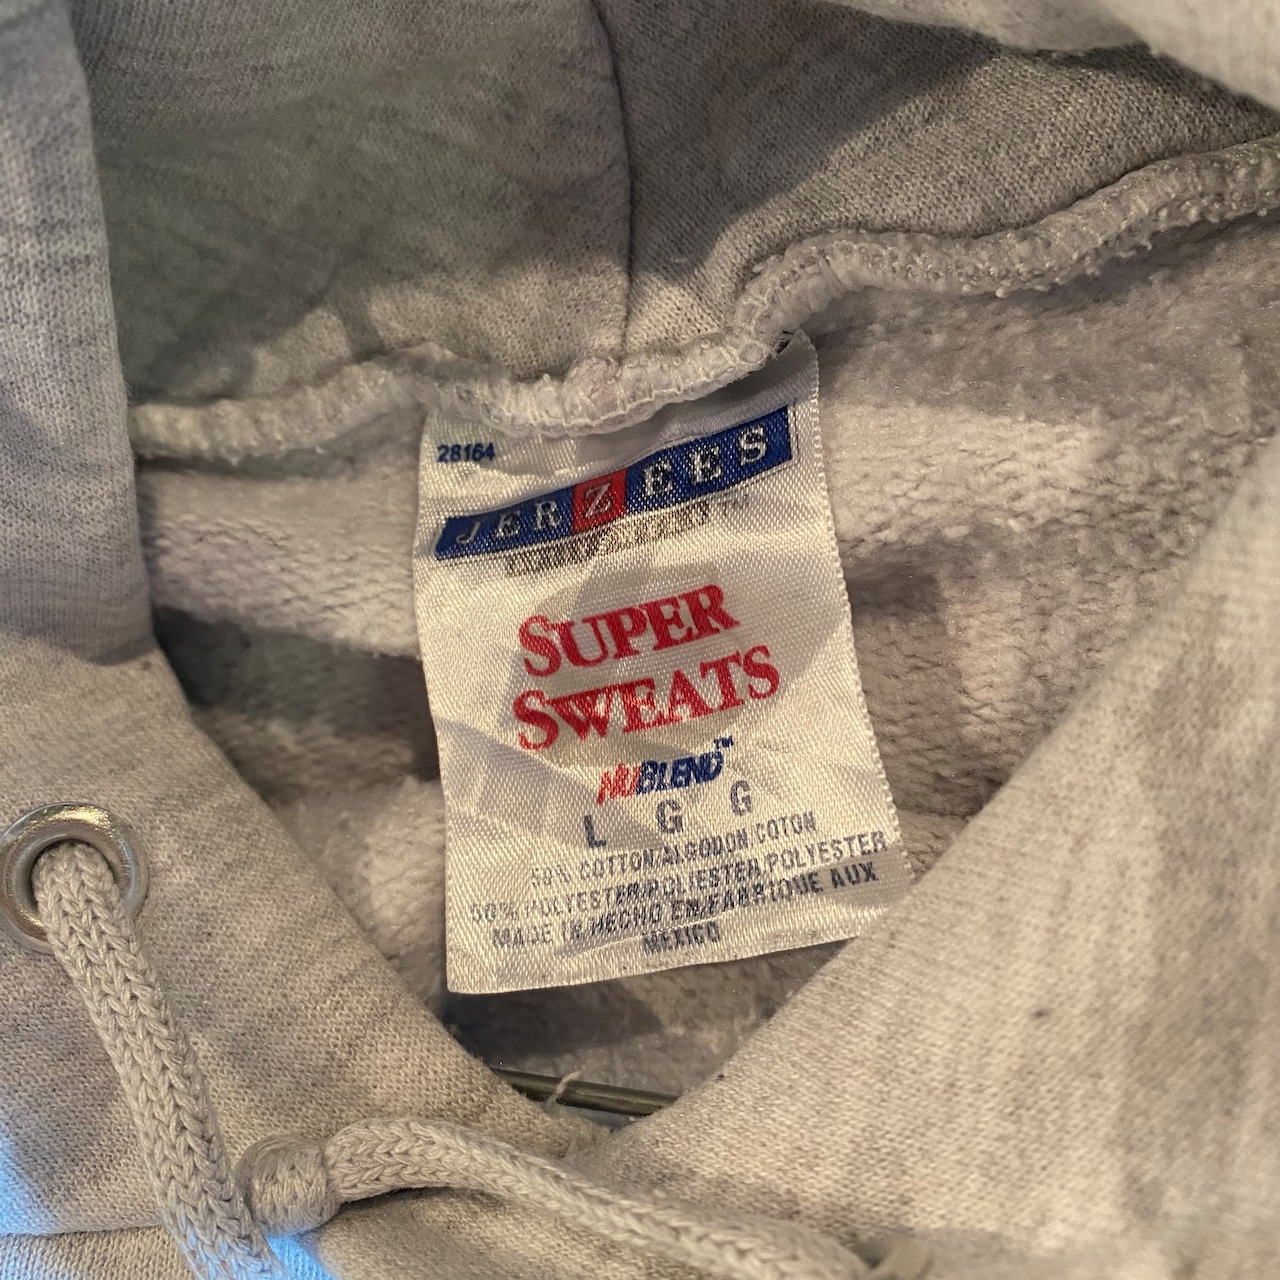 28164
JERZEES
SUPER
SWEATS
NUBLEND™
L G G
50% COTTON/ALGODON/COTON
50% POLYESTER/POLIESTER/POLYESTER
MADE IN/HECHO EN/FABRIQUE AUX
MEXICO